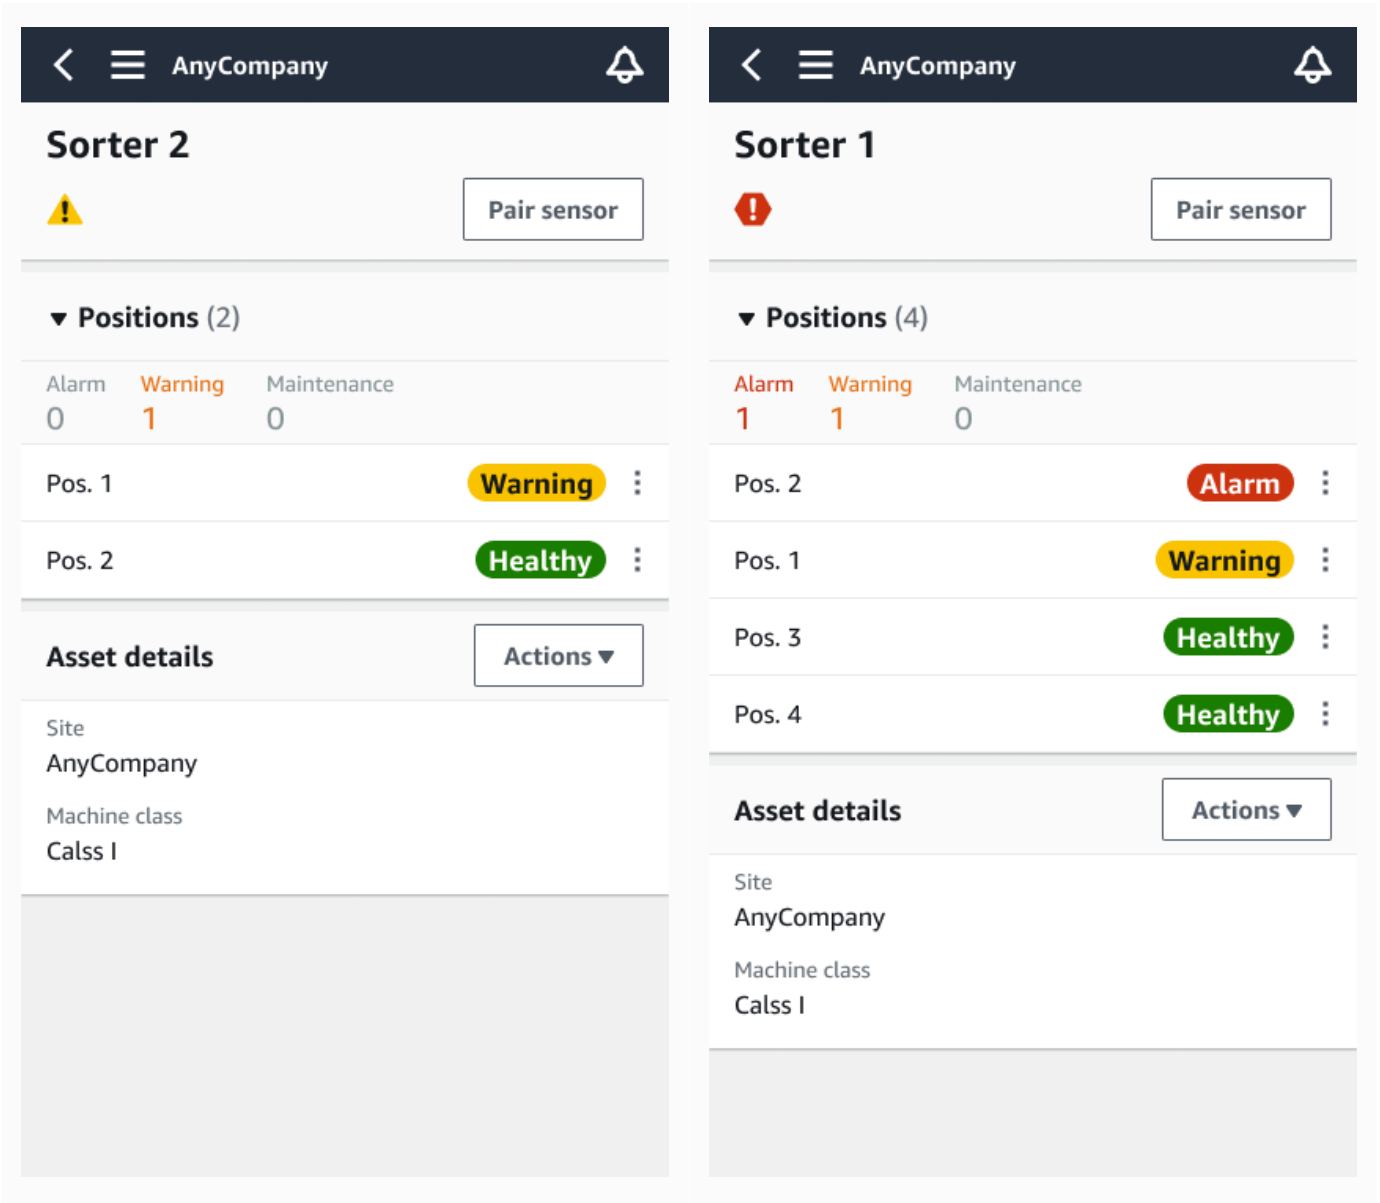 AnyCompany
Sorter 2
Pair sensor
Positions (2)
Alarm Warning Maintenance
0 1 0
Pos. 1 Warning
Pos. 2 Healthy
Asset details Actions
Site
AnyCompany
Machine class
Calss I
AnyCompany
Sorter 1
Pair sensor
Positions (4)
Alarm Warning Maintenance
1 1 0
Pos. 2 Alarm
Pos. 1 Warning
Pos. 3 Healthy
Pos. 4 Healthy
Asset details Actions
Site
AnyCompany
Machine class
Calss I